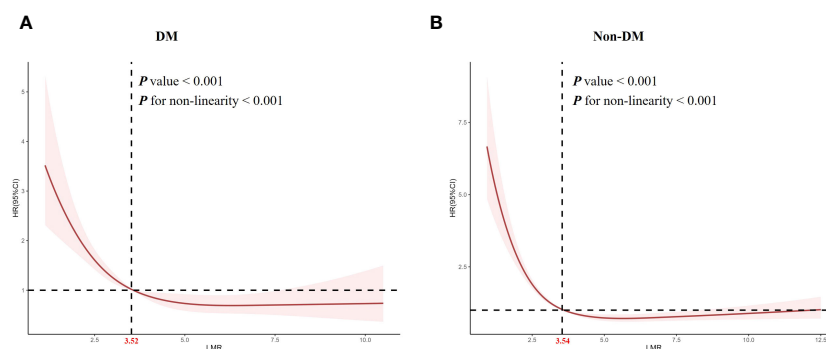 A
DM
P value < 0.001
P for non-linearity < 0.001
HR(95%CI)
5
4
3
2
1
2.5
3.52
5.0
7.5
10.0
LMR
B
Non-DM
P value < 0.001
P for non-linearity < 0.001
HR(95%CI)
7.5
5.0
2.5
2.5
3.54
5.0
7.5
10.0
12.5
LMR